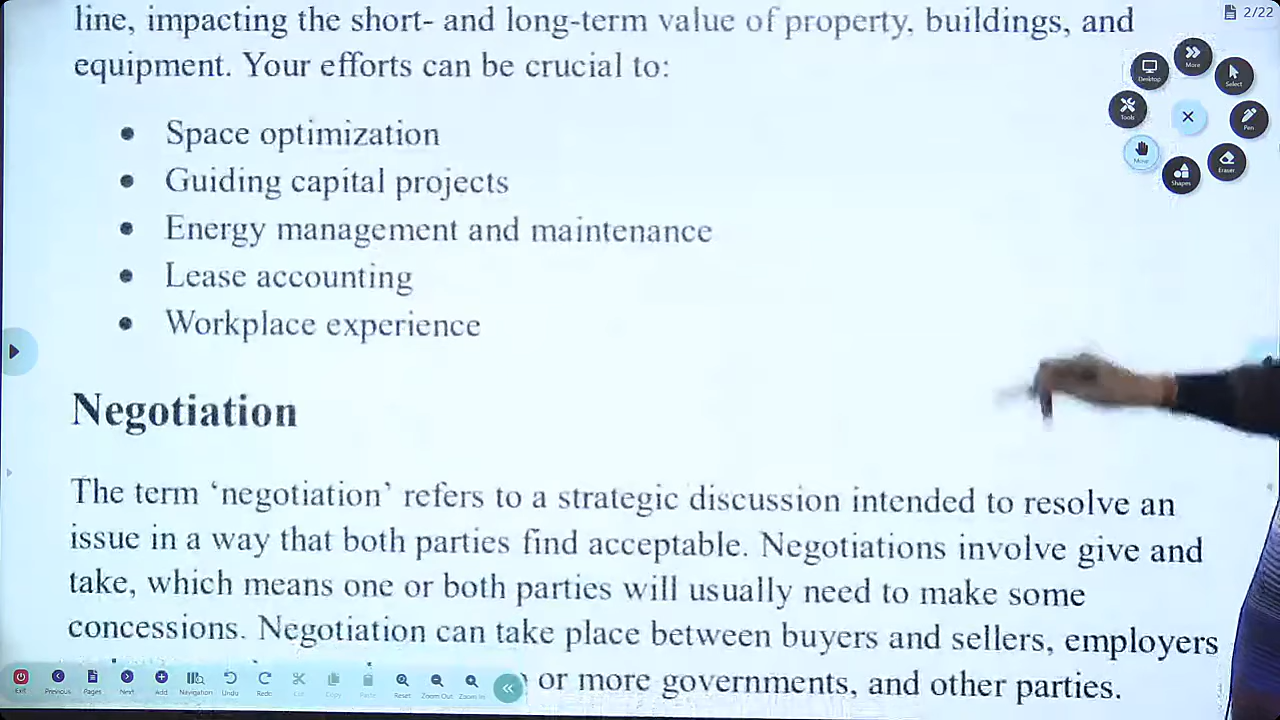 line, impacting the short- and long-term value of property, buildings, and
equipment. Your efforts can be crucial to:
• Space optimization
• Guiding capital projects
• Energy management and maintenance
• Lease accounting
• Workplace experience
Negotiation
The term ‘negotiation’ refers to a strategic discussion intended to resolve an
issue in a way that both parties find acceptable. Negotiations involve give and
take, which means one or both parties will usually need to make some
concessions. Negotiation can take place between buyers and sellers, employers
or more governments, and other parties.
2/22
More
Desktop
Select
Tools
Pen
Move
Eraser
Shapes
Exit
Previous
Pages
Next
Add
Navigation
Undo
Redo
Cut
Copy
Paste
Reset
Zoom Out
Zoom In